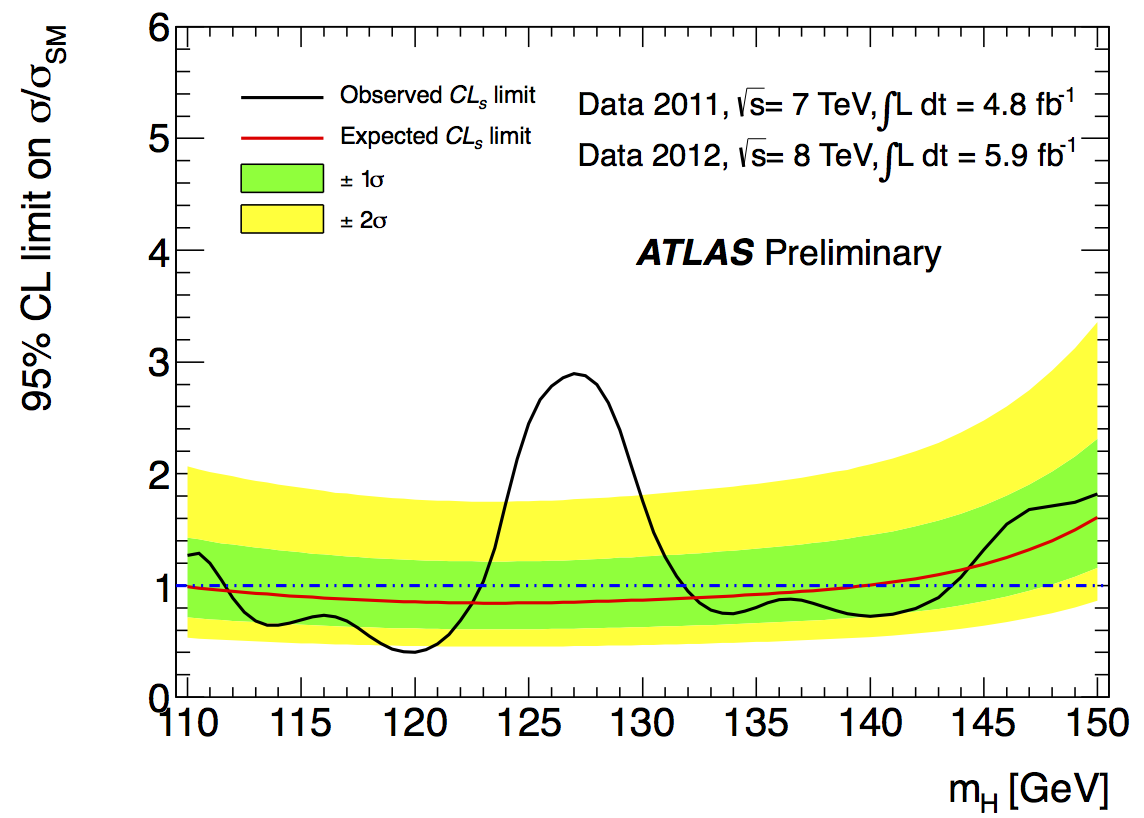 95% CL limit on σ/σSM
6
5
4
3
2
1
0
Observed CLs limit
Expected CLs limit
± 1σ
± 2σ
Data 2011, √s= 7 TeV,∫L dt = 4.8 fb-1
Data 2012, √s= 8 TeV,∫L dt = 5.9 fb-1
ATLAS Preliminary
110 115 120 125 130 135 140 145 150
mH [GeV]